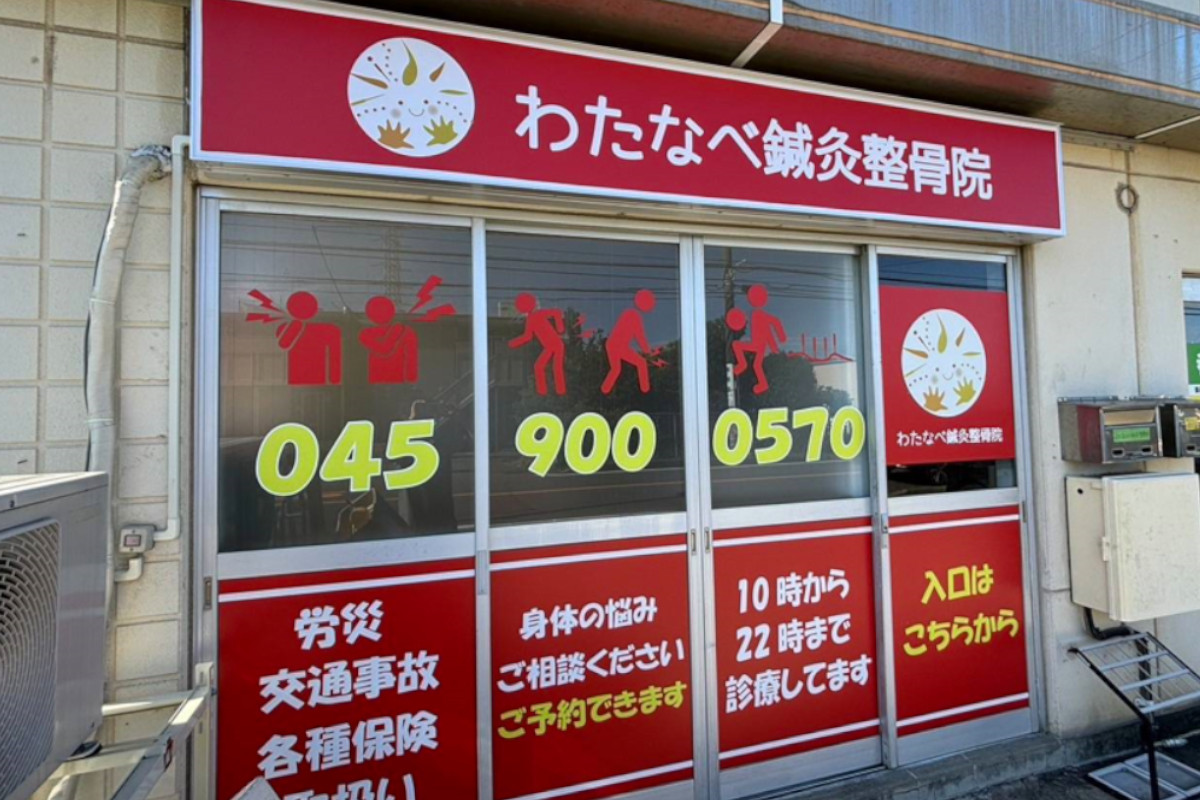 わたなべ鍼灸整骨院
045 900 0570
わたなべ鍼灸整骨院
労災
交通事故
各種保険
取扱い
身体の悩み
ご相談ください
ご予約できます
10時から
22時まで
診療してます
入口は
こちらから